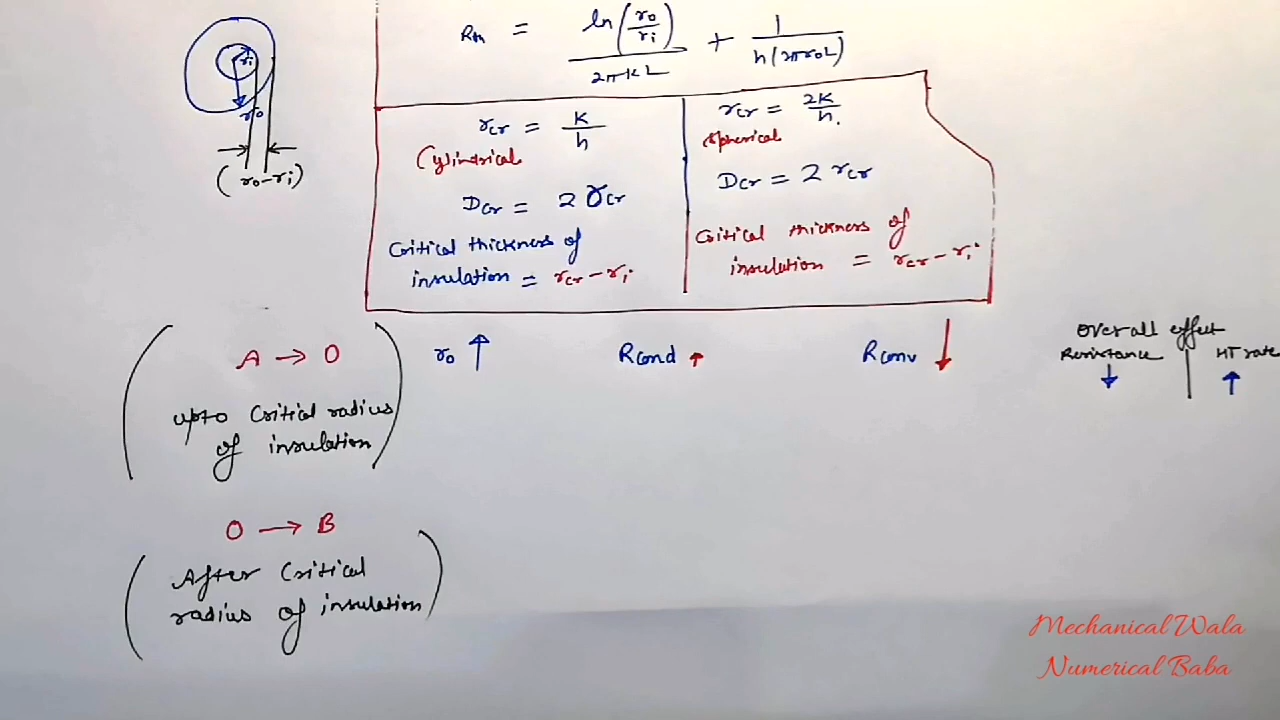 Rth = ln(ro/ri)/2πKL + 1/h(2πroL)
ri
ro
(ro-ri)
rcr = K/h
Cylindrical
Dcr = 2 rcr
Critical thickness of
insulation = rcr - ri
rcr = 2K/h.
Spherical
Dcr = 2 rcr
Critical thickness of
insulation = rcr - ri
A → O
upto Critical radius
of insulation
ro ↑
Rcond ↑
Rconv ↓
Overall effect
Resistance ↓
HT rate ↑
O → B
After Critical
radius of insulation
Mechanical Wala
Numerical Baba